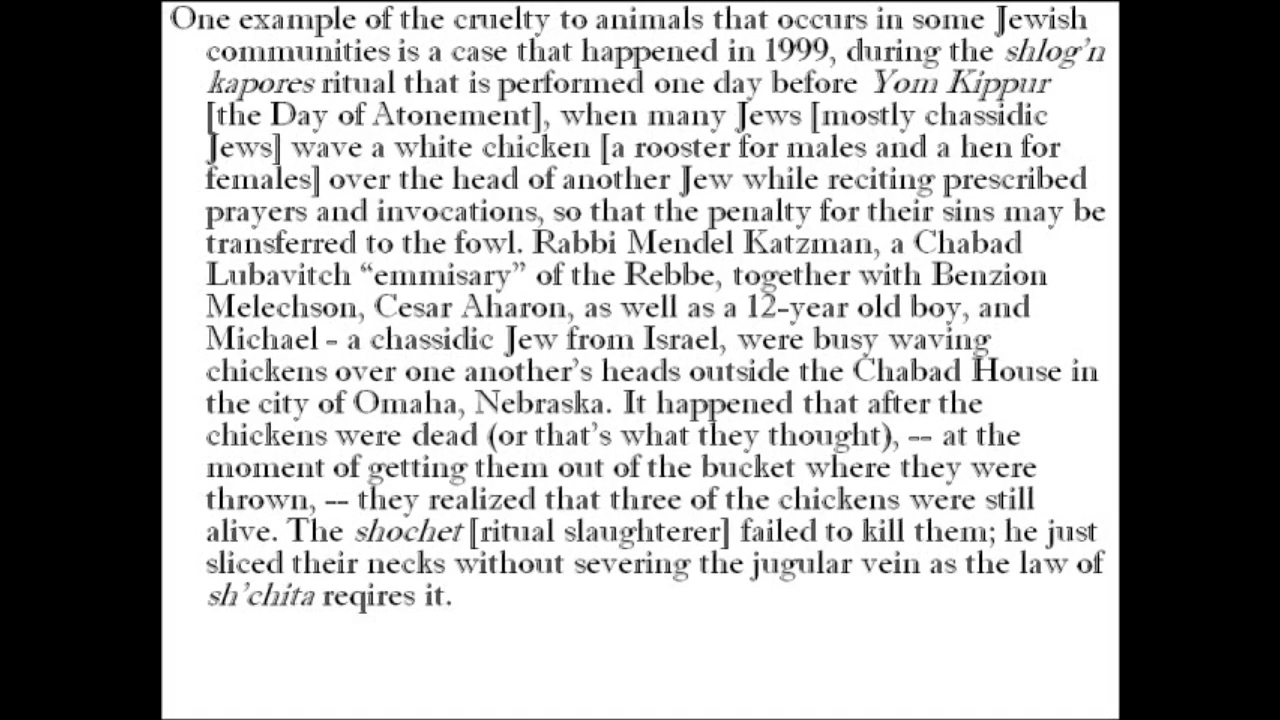 One example of the cruelty to animals that occurs in some Jewish
communities is a case that happened in 1999, during the shlog’n
kapores ritual that is performed one day before Yom Kippur
[the Day of Atonement], when many Jews [mostly chassidic
Jews] wave a white chicken [a rooster for males and a hen for
females] over the head of another Jew while reciting prescribed
prayers and invocations, so that the penalty for their sins may be
transferred to the fowl. Rabbi Mendel Katzman, a Chabad
Lubavitch “emmisary” of the Rebbe, together with Benzion
Melechson, Cesar Aharon, as well as a 12-year old boy, and
Michael - a chassidic Jew from Israel, were busy waving
chickens over one another’s heads outside the Chabad House in
the city of Omaha, Nebraska. It happened that after the
chickens were dead (or that’s what they thought), -- at the
moment of getting them out of the bucket where they were
thrown, -- they realized that three of the chickens were still
alive. The shochet [ritual slaughterer] failed to kill them; he just
sliced their necks without severing the jugular vein as the law of
sh’chita reqires it.